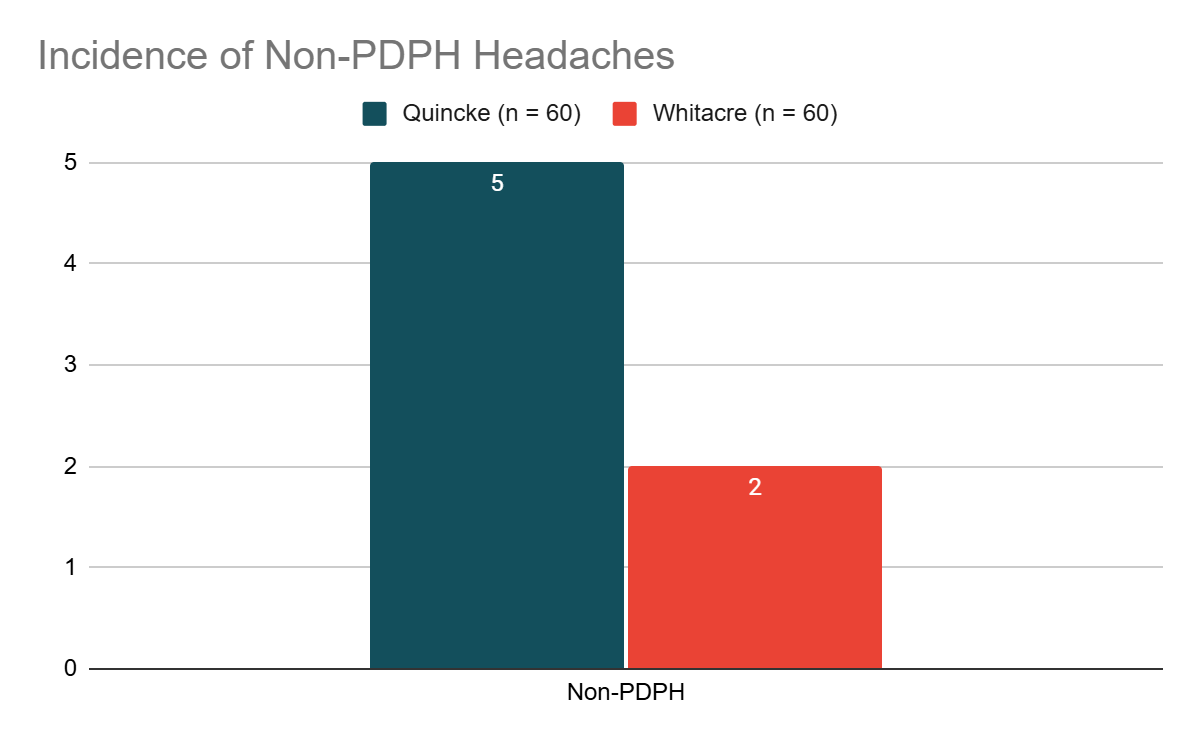 Incidence of Non-PDPH Headaches
Quincke (n = 60) Whitacre (n = 60)
5
5
4
3
2
2
1
0
Non-PDPH